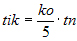 tik = ko/5 · tn